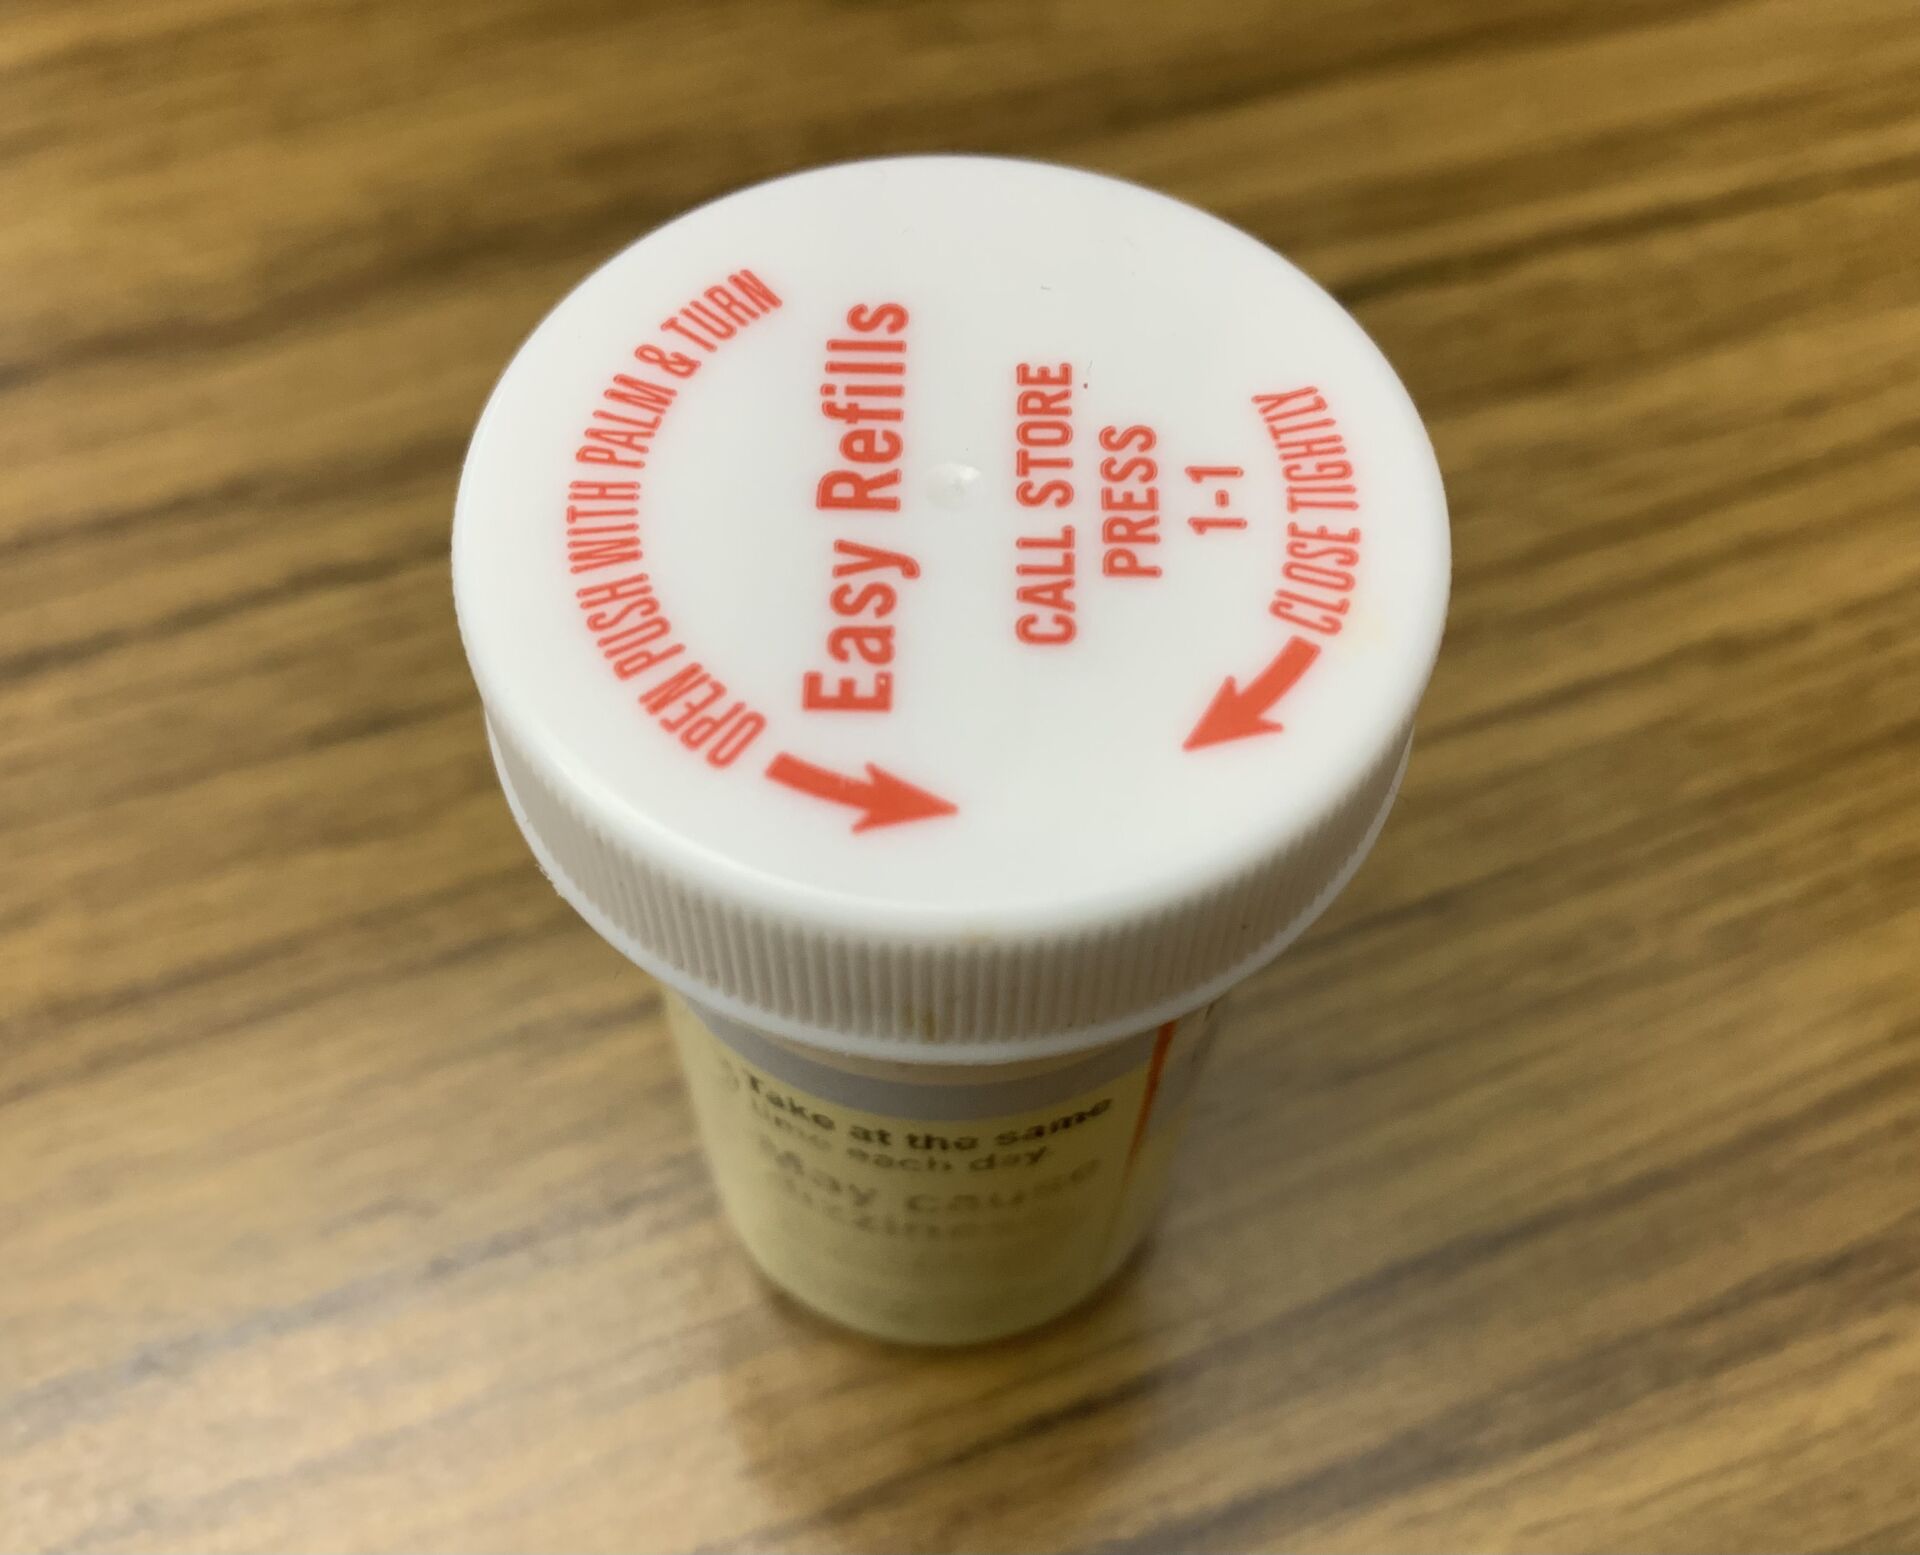 OPEN PUSH WITH PALM & TURN
Easy Refills
CALL STORE
PRESS
1-1
CLOSE TIGHTLY
Take at the same
time each day
May cause
dizziness